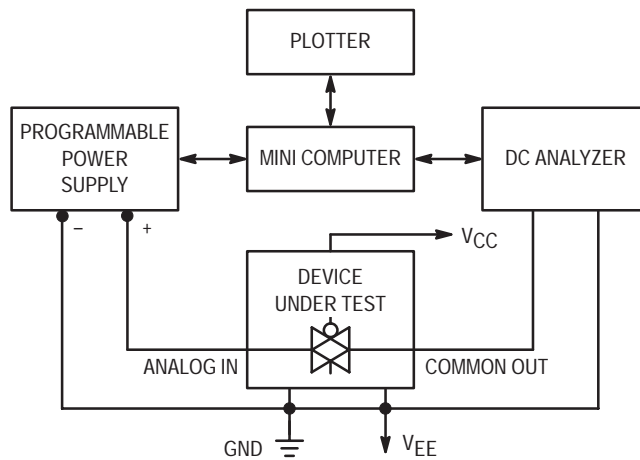 PLOTTER
PROGRAMMABLE
POWER
SUPPLY
MINI COMPUTER
DC ANALYZER
– +
VCC
DEVICE
UNDER TEST
ANALOG IN
COMMON OUT
GND
VEE